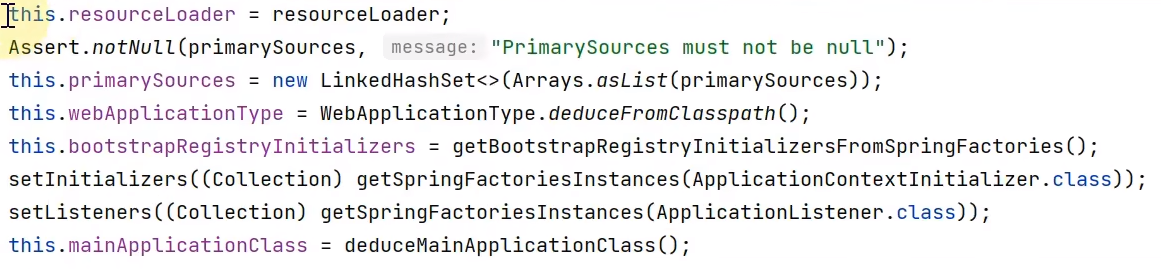 this.resourceLoader = resourceLoader;
Assert.notNull(primarySources, message: "PrimarySources must not be null");
this.primarySources = new LinkedHashSet<>(Arrays.asList(primarySources));
this.webApplicationType = WebApplicationType.deduceFromClasspath();
this.bootstrapRegistryInitializers = getBootstrapRegistryInitializersFromSpringFactories();
setInitializers((Collection) getSpringFactoriesInstances(ApplicationContextInitializer.class));
setListeners((Collection) getSpringFactoriesInstances(ApplicationListener.class));
this.mainApplicationClass = deduceMainApplicationClass();